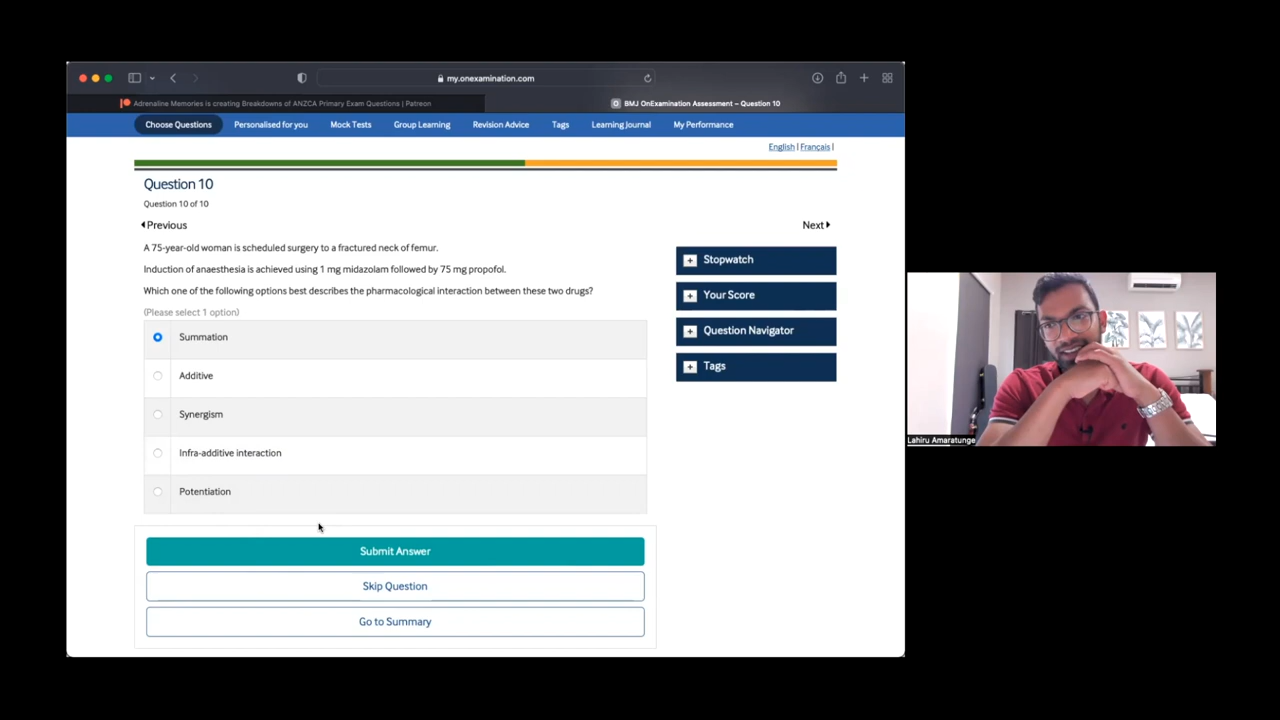 my.onexamination.com
Adrenaline Memories is creating Breakdowns of ANZCA Primary Exam Questions | Patreon
BMJ OnExamination Assessment – Question 10
Choose Questions
Personalised for you
Mock Tests
Group Learning
Revision Advice
Tags
Learning Journal
My Performance
English | Français |
Question 10
Question 10 of 10
Previous
Next
A 75-year-old woman is scheduled surgery to a fractured neck of femur.
Induction of anaesthesia is achieved using 1 mg midazolam followed by 75 mg propofol.
Which one of the following options best describes the pharmacological interaction between these two drugs?
(Please select 1 option)
Summation
Additive
Synergism
Infra-additive interaction
Potentiation
Submit Answer
Skip Question
Go to Summary
Stopwatch
Your Score
Question Navigator
Tags
Lahiru Amaratunge